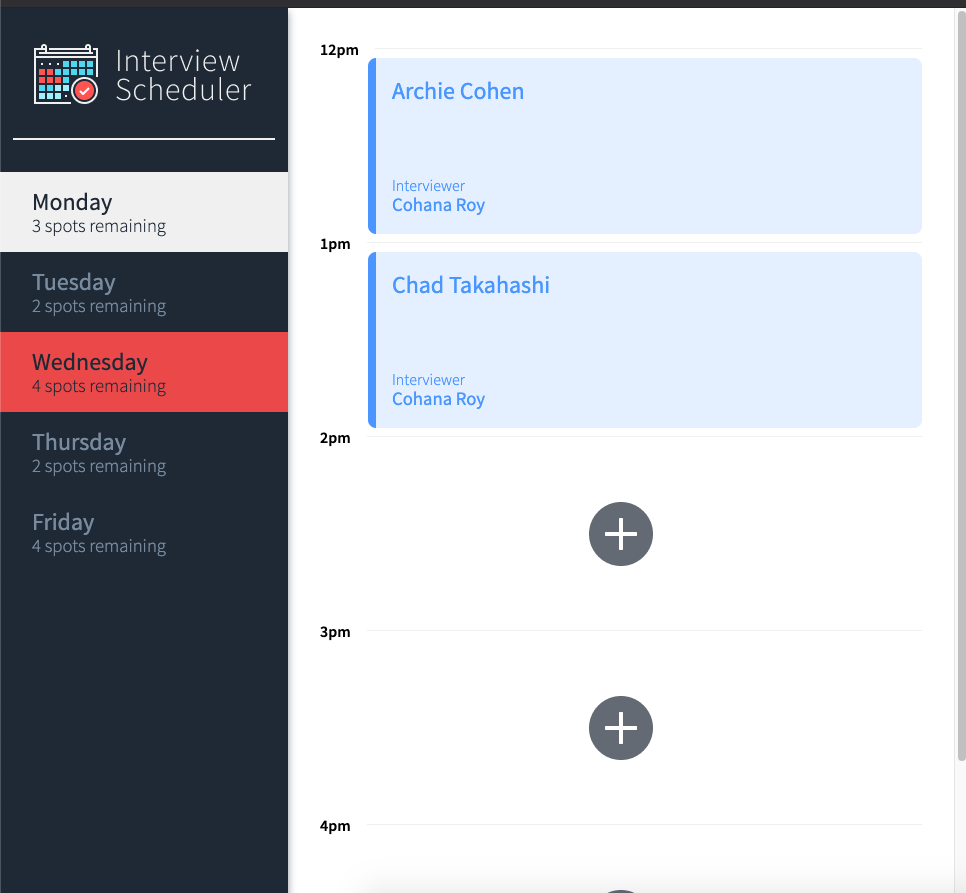 Interview
Scheduler
Monday
3 spots remaining
Tuesday
2 spots remaining
Wednesday
4 spots remaining
Thursday
2 spots remaining
Friday
4 spots remaining
12pm
Archie Cohen
Interviewer
Cohana Roy
1pm
Chad Takahashi
Interviewer
Cohana Roy
2pm
3pm
4pm